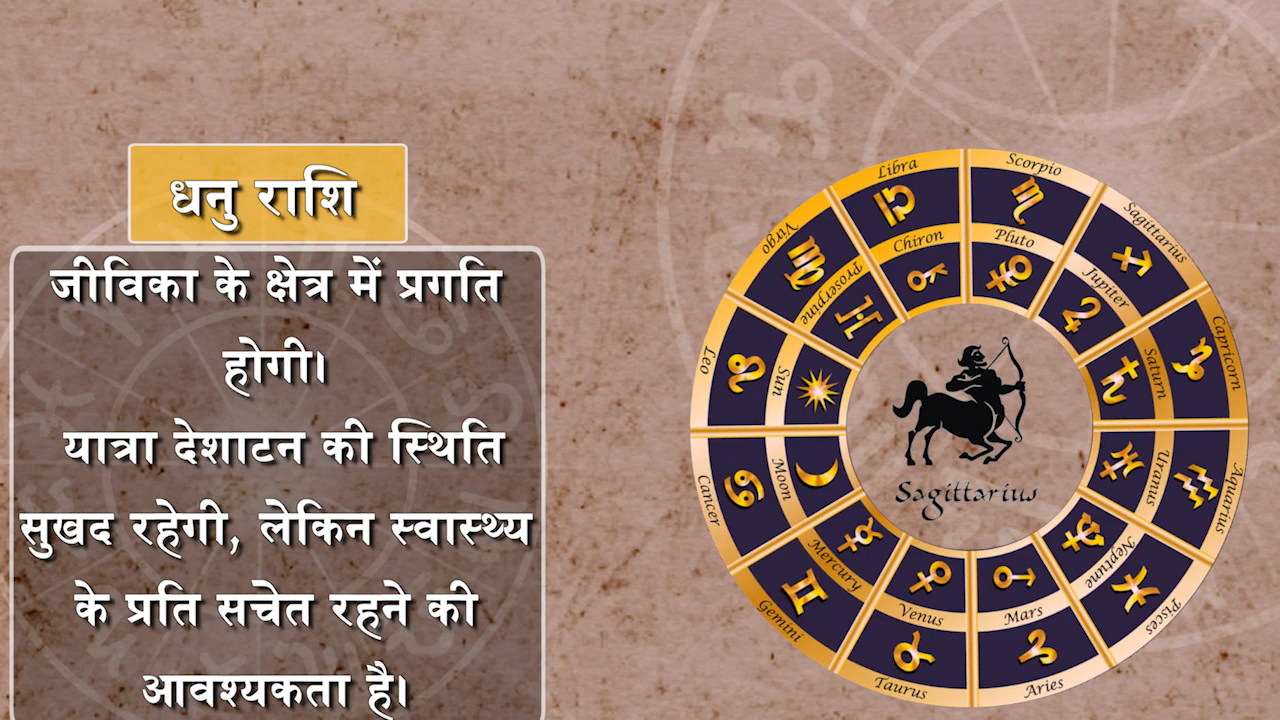 धनु राशि
जीविका के क्षेत्र में प्रगति
होगी।
यात्रा देशाटन की स्थिति
सुखद रहेगी, लेकिन स्वास्थ्य
के प्रति सचेत रहने की
आवश्यकता है।
Libra
Scorpio
Sagittarius
Capricorn
Aquarius
Pisces
Aries
Taurus
Gemini
Cancer
Leo
Virgo
Chiron
Pluto
Jupiter
Saturn
Uranus
Neptune
Mars
Venus
Mercury
Moon
Sun
Proserpine
Sagittarius